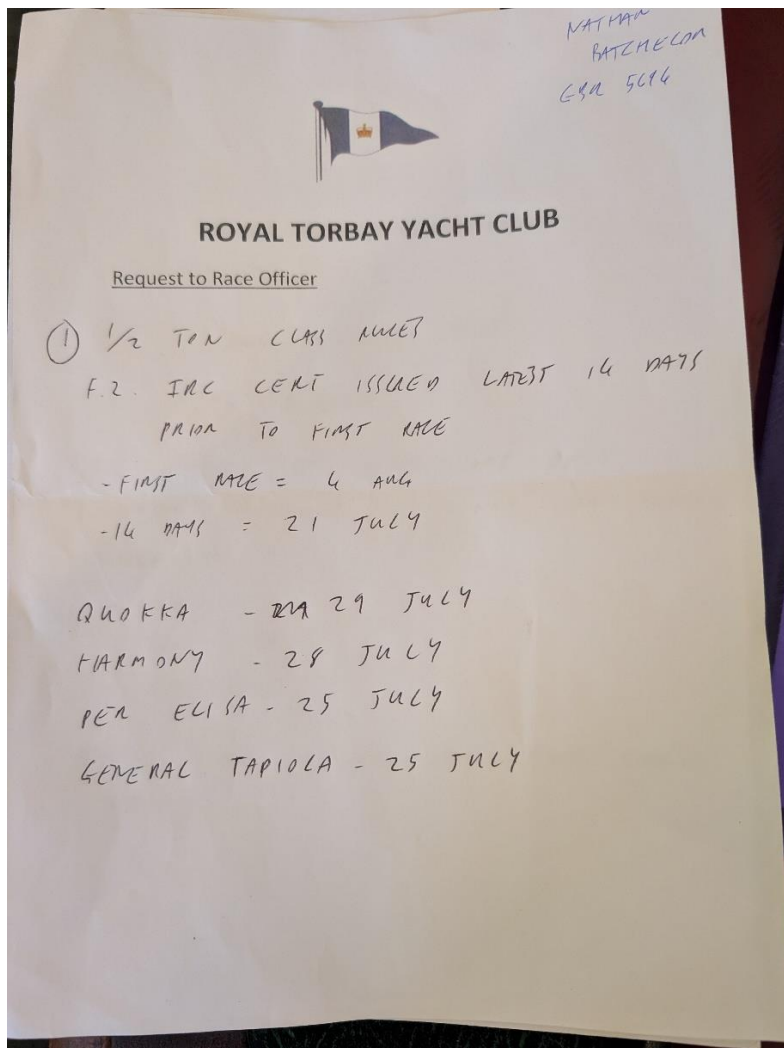 NATHAN
BATCHELOR
GBR 5614
ROYAL TORBAY YACHT CLUB
Request to Race Officer
① 1/2 TON CLASS RULES
F.2. IRC CERT ISSUED LATEST 14 DAYS
PRIOR TO FIRST RACE
- FIRST RACE = 4 AUG
- 14 DAYS = 21 JULY
QUOKKA - 29 JULY
HARMONY - 28 JULY
PER ELISA - 25 JULY
GENERAL TAPIOLA - 25 JULY